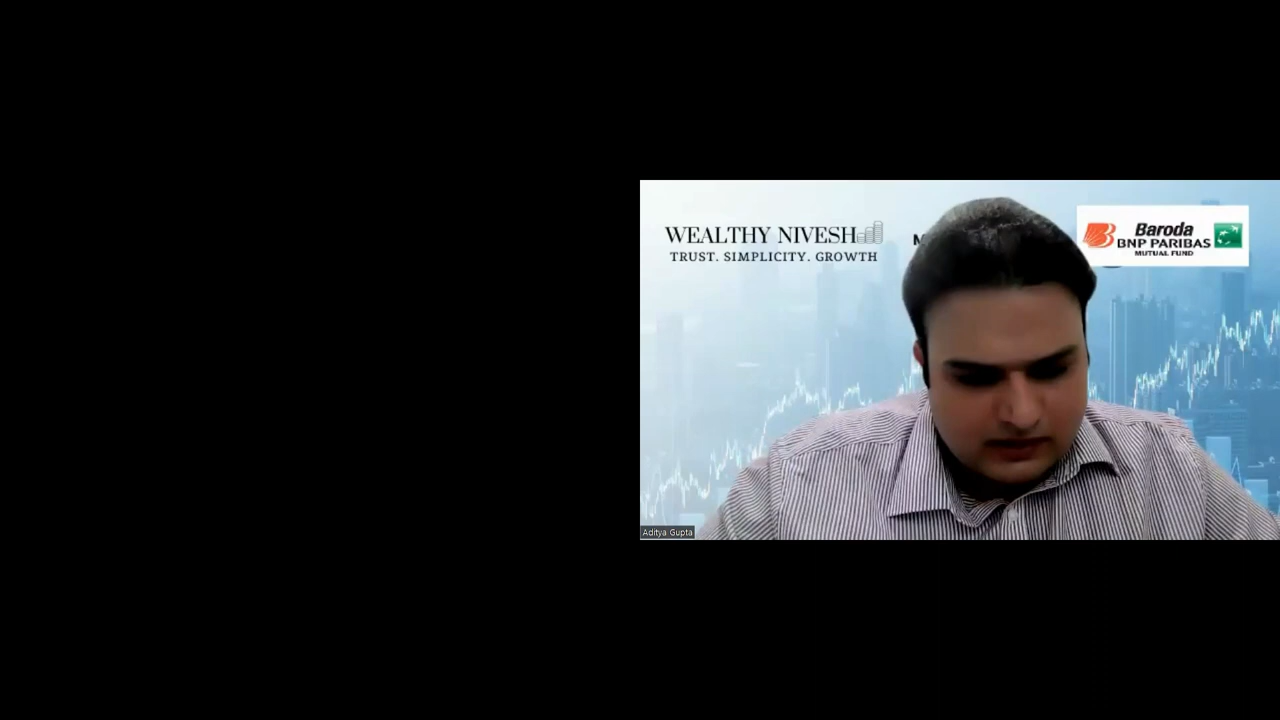 WEALTHY NIVESH
TRUST. SIMPLICITY. GROWTH
Baroda
BNP PARIBAS
MUTUAL FUND
Aditya Gupta